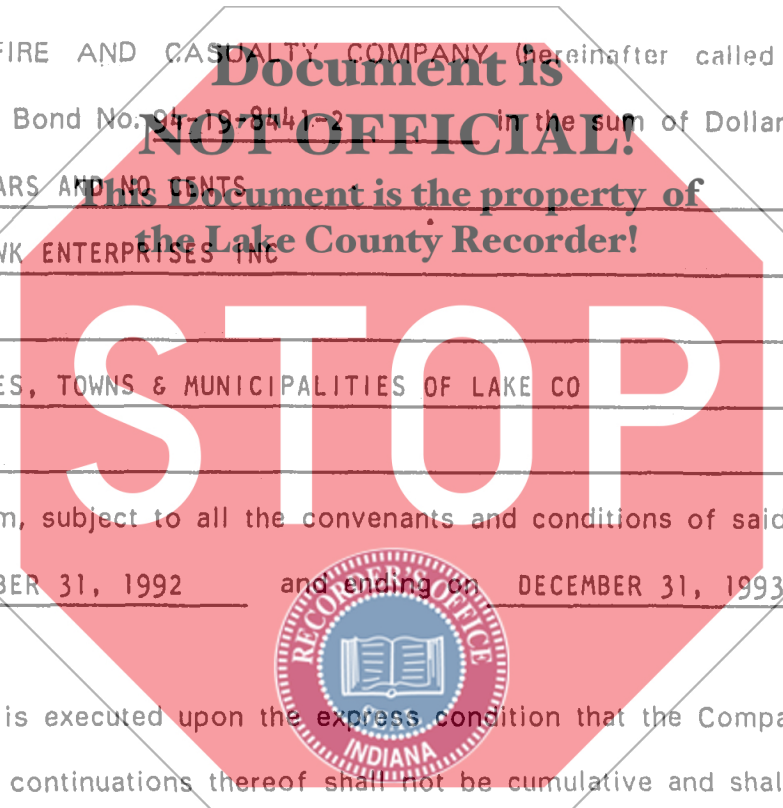 FIRE AND CASUALTY COMPANY (hereinafter called
Document is
Bond No. 94-19-8441-2 in the sum of Dollar
NOT OFFICIAL!
ARS AND NO CENTS
This Document is the property of
the Lake County Recorder!
WK ENTERPRISES INC
STOP
ES, TOWNS & MUNICIPALITIES OF LAKE CO
m, subject to all the convenants and conditions of said
BER 31, 1992 and ending on DECEMBER 31, 1993
RECORDER'S OFFICE
INDIANA
is executed upon the express condition that the Compa
continuations thereof shall not be cumulative and shal